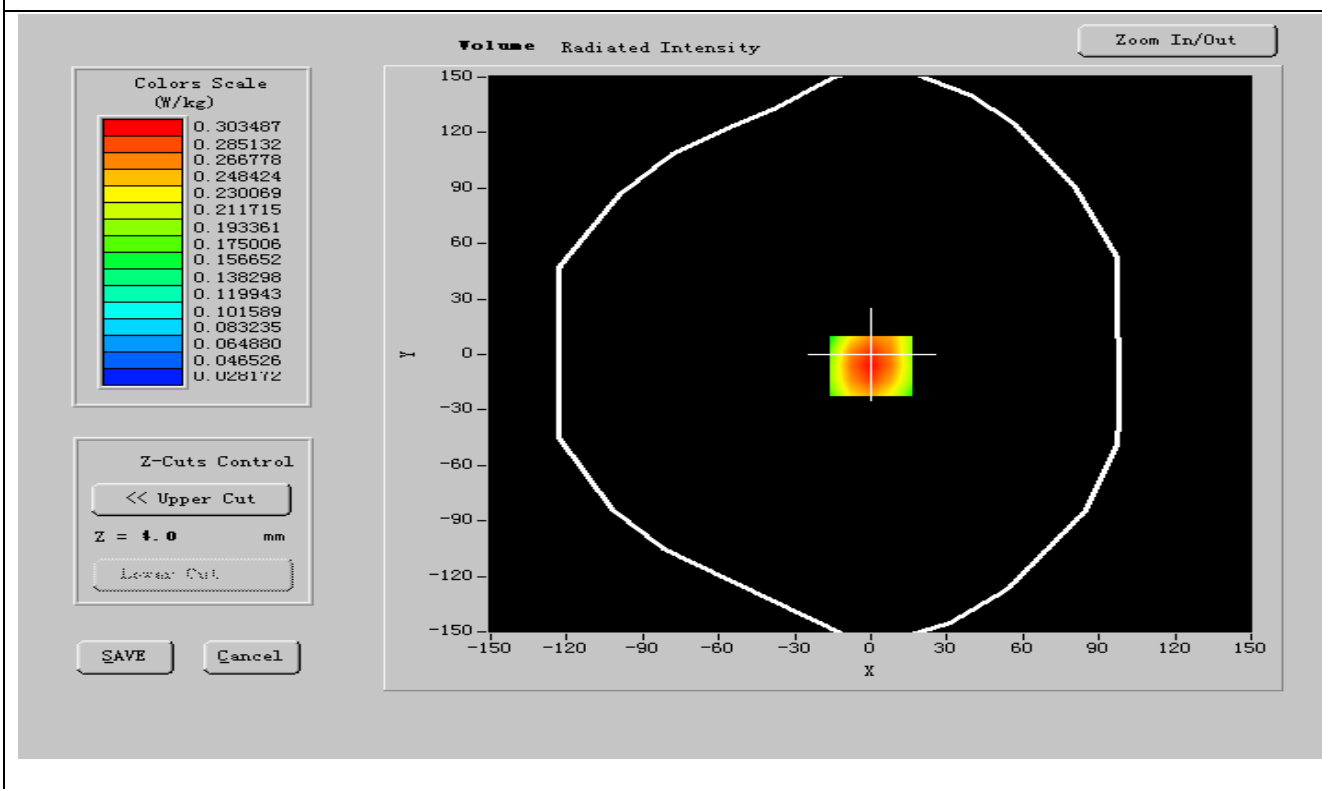 Volume Radiated Intensity
Zoom In/Out
Colors Scale
(W/kg)
0.303487
0.285132
0.266778
0.248424
0.230069
0.211715
0.193361
0.175006
0.156652
0.138298
0.119943
0.101589
0.083235
0.064880
0.046526
0.028172
Z-Cuts Control
<< Upper Cut
Z = 4.0 mm
Lower Cut
SAVE
Cancel
150
120
90
60
30
0
-30
-60
-90
-120
-150
Y
-150 -120 -90 -60 -30 0 30 60 90 120 150
X